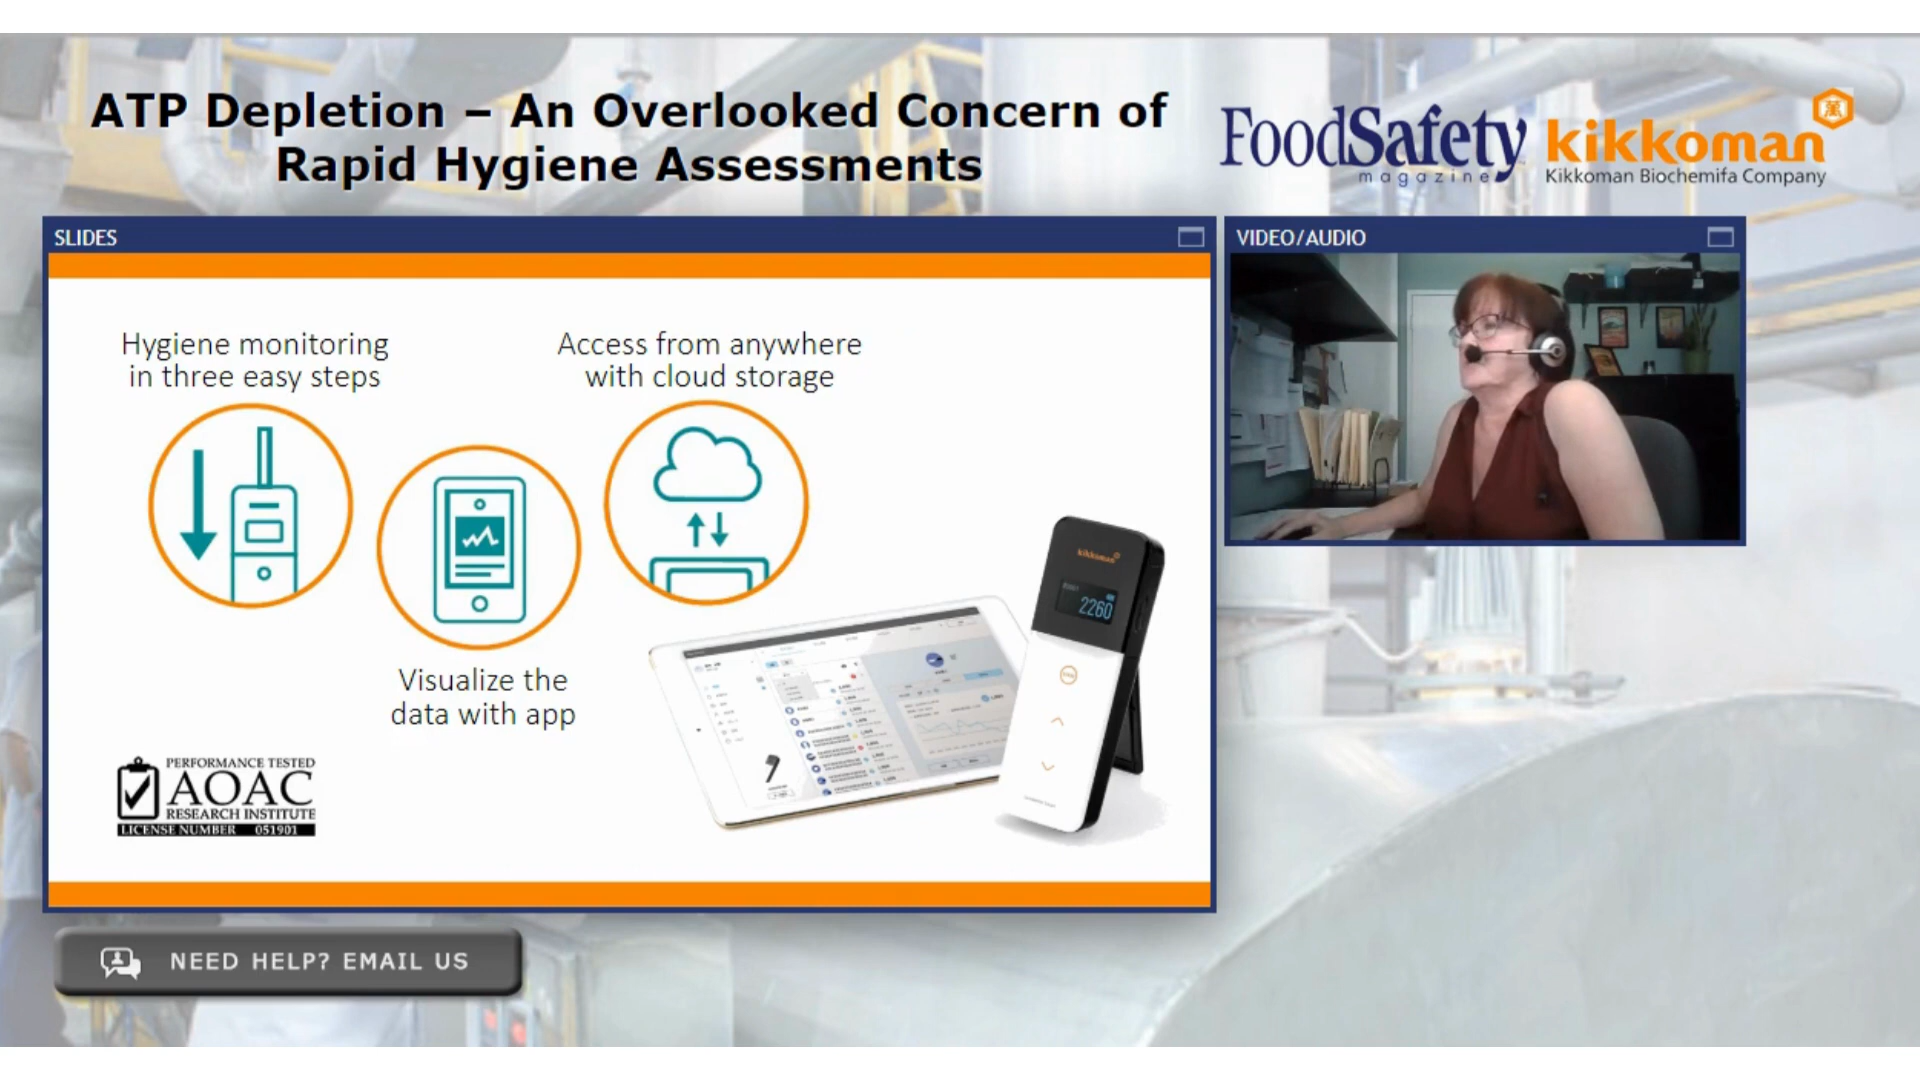 ATP Depletion – An Overlooked Concern of
Rapid Hygiene Assessments
FoodSafety
magazine
kikkoman
Kikkoman Biochemifa Company
SLIDES
VIDEO/AUDIO
Hygiene monitoring
in three easy steps
Access from anywhere
with cloud storage
Visualize the
data with app
kikkoman
2260
PERFORMANCE TESTED
AOAC
RESEARCH INSTITUTE
LICENSE NUMBER 051901
NEED HELP? EMAIL US